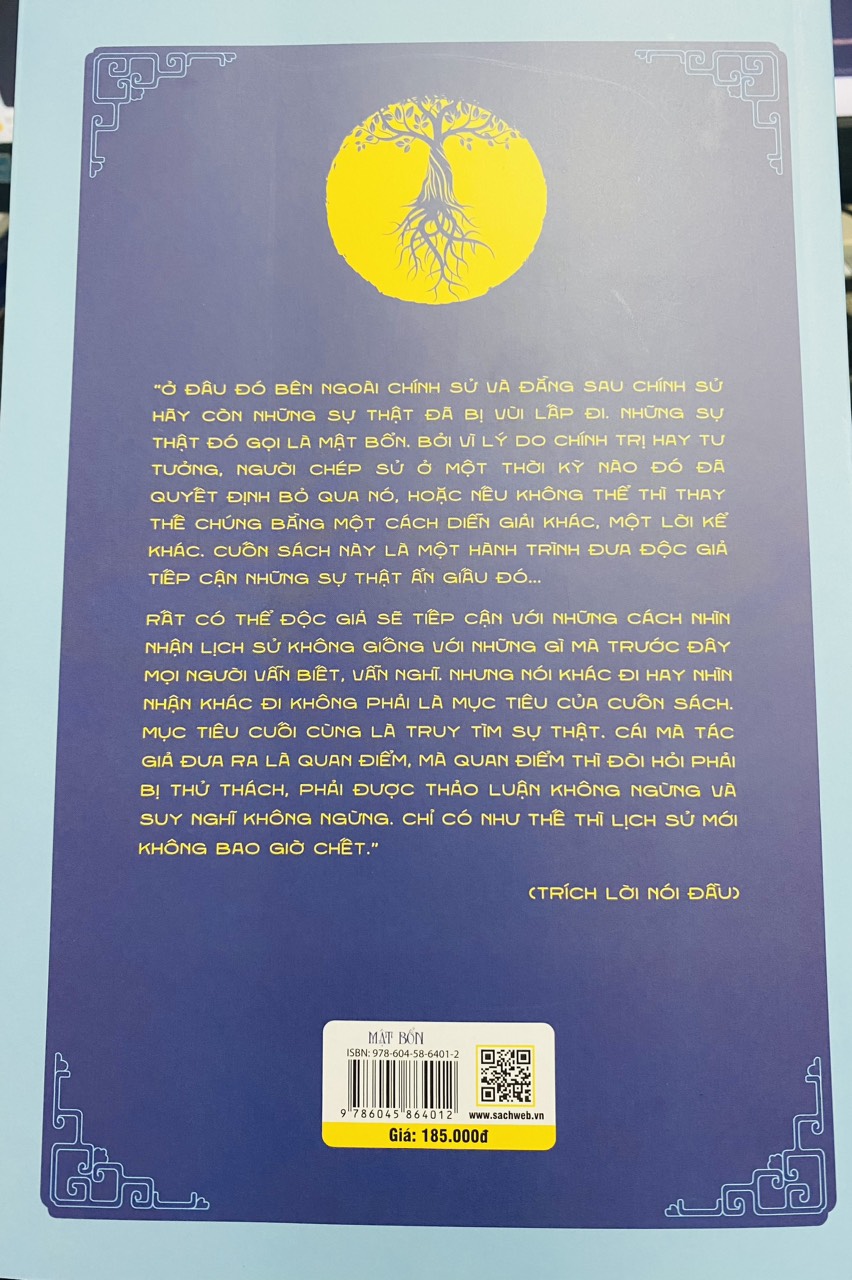 “Ở ĐÂU ĐÓ BÊN NGOÀI CHÍNH SỬ VÀ ĐẰNG SAU CHÍNH SỬ
HÃY CÒN NHỮNG SỰ THẬT ĐÃ BỊ VÙI LẤP ĐI. NHỮNG SỰ
THẬT ĐÓ GỌI LÀ MẬT BỔN. BỞI VÌ LÝ DO CHÍNH TRỊ HAY TƯ
TƯỞNG, NGƯỜI CHÉP SỬ Ở MỘT THỜI KỲ NÀO ĐÓ ĐÃ
QUYẾT ĐỊNH BỎ QUA NÓ, HOẶC NẾU KHÔNG THỂ THÌ THAY
THẾ CHÚNG BẰNG MỘT CÁCH DIỄN GIẢI KHÁC, MỘT LỜI KỂ
KHÁC. CUỐN SÁCH NÀY LÀ MỘT HÀNH TRÌNH ĐƯA ĐỘC GIẢ
TIẾP CẬN NHỮNG SỰ THẬT ẨN GIẤU ĐÓ...
RẤT CÓ THỂ ĐỘC GIẢ SẼ TIẾP CẬN VỚI NHỮNG CÁCH NHÌN
NHẬN LỊCH SỬ KHÔNG GIỐNG VỚI NHỮNG GÌ MÀ TRƯỚC ĐÂY
MỌI NGƯỜI VẪN BIẾT, VẪN NGHĨ. NHƯNG NÓI KHÁC ĐI HAY NHÌN
NHẬN KHÁC ĐI KHÔNG PHẢI LÀ MỤC TIÊU CỦA CUỐN SÁCH.
MỤC TIÊU CUỐI CÙNG LÀ TRUY TÌM SỰ THẬT. CÁI MÀ TÁC
GIẢ ĐƯA RA LÀ QUAN ĐIỂM, MÀ QUAN ĐIỂM THÌ ĐÒI HỎI PHẢI
BỊ THỬ THÁCH, PHẢI ĐƯỢC THẢO LUẬN KHÔNG NGỪNG VÀ
SUY NGHĨ KHÔNG NGỪNG. CHỈ CÓ NHƯ THẾ THÌ LỊCH SỬ MỚI
KHÔNG BAO GIỜ CHẾT.”
(TRÍCH LỜI NÓI ĐẦU)
MẬT BỔN
ISBN: 978-604-58-6401-2
9 786045 864012
www.sachweb.vn
Giá: 185.000đ